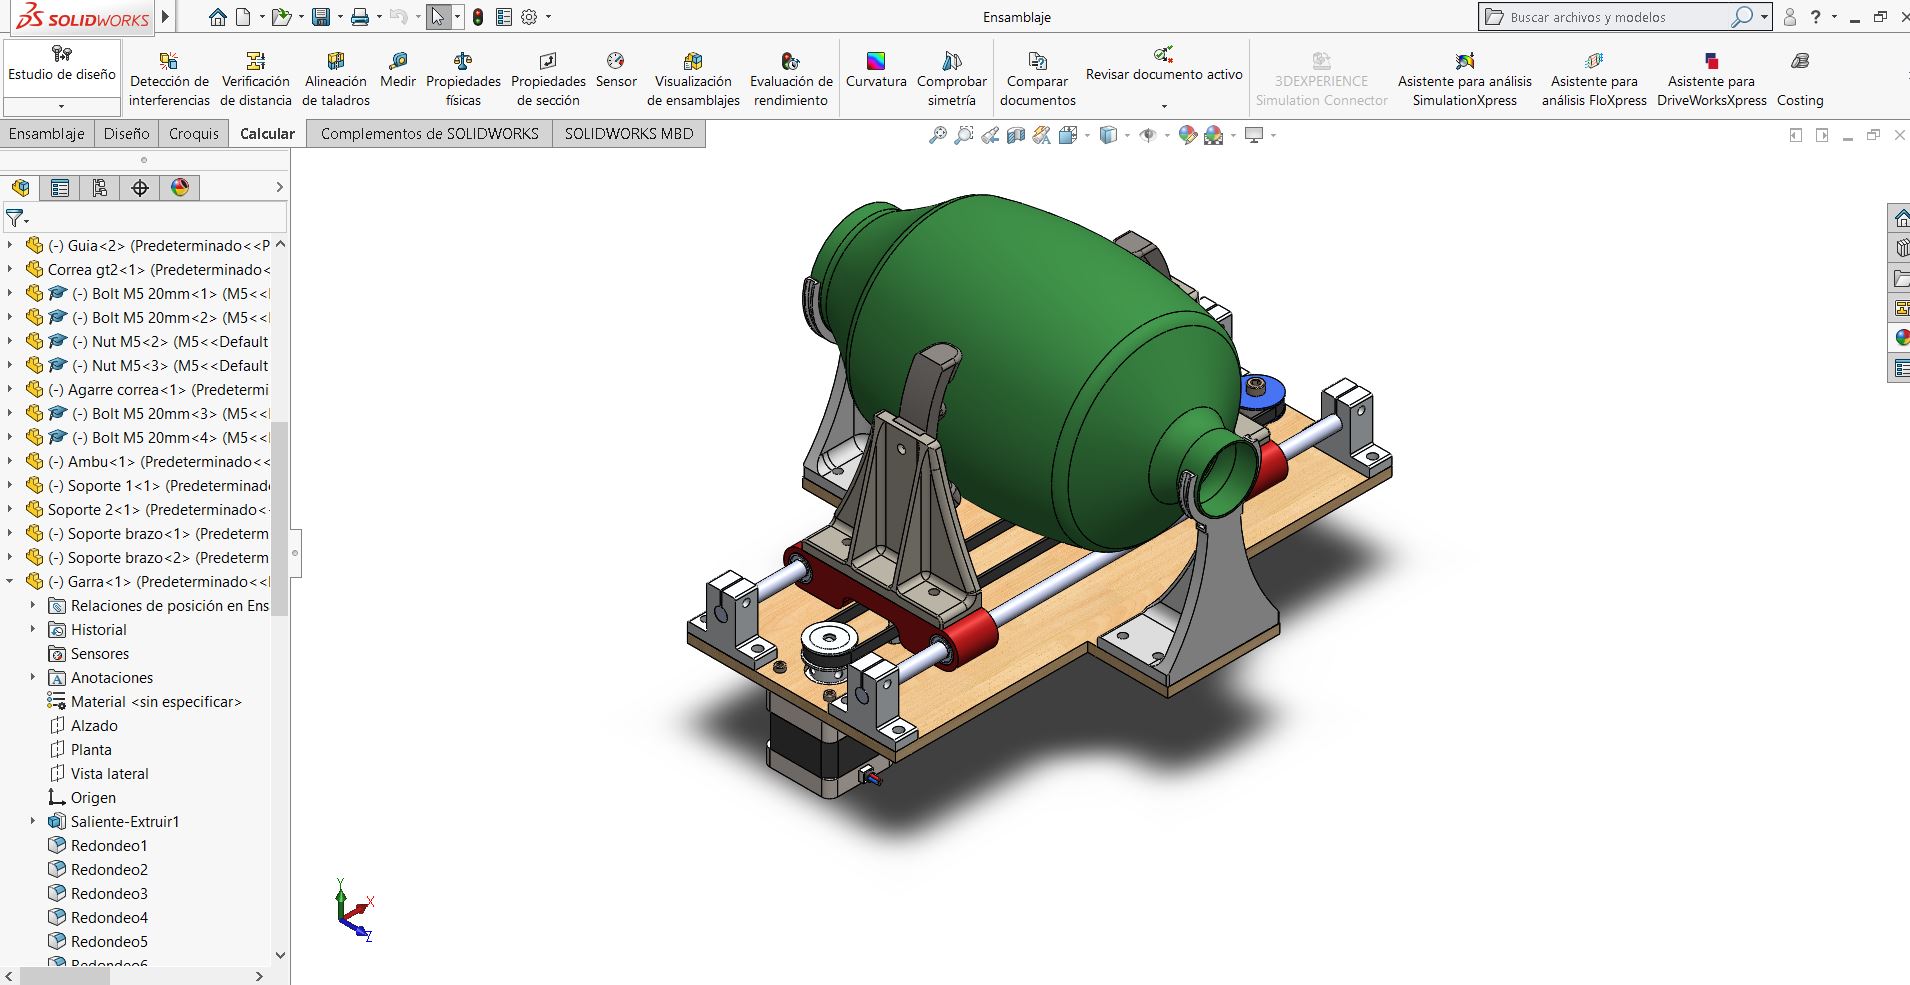 SOLIDWORKS
Ensamblaje
Buscar archivos y modelos
?
Estudio de diseño
Detección de
interferencias
Verificación
de distancia
Alineación
de taladros
Medir
Propiedades
físicas
Propiedades
de sección
Sensor
Visualización
de ensamblajes
Evaluación de
rendimiento
Curvatura
Comprobar
simetría
Comparar
documentos
Revisar documento activo
3DEXPERIENCE
Simulation Connector
Asistente para análisis
SimulationXpress
Asistente para
análisis FloXpress
Asistente para
DriveWorksXpress
Costing
Ensamblaje
Diseño
Croquis
Calcular
Complementos de SOLIDWORKS
SOLIDWORKS MBD
(-) Guia<2> (Predeterminado<<P
Correa gt2<1> (Predeterminado<
(-) Bolt M5 20mm<1> (M5<<
(-) Bolt M5 20mm<2> (M5<<
(-) Nut M5<2> (M5<<Default
(-) Nut M5<3> (M5<<Default
(-) Agarre correa<1> (Predetermi
(-) Bolt M5 20mm<3> (M5<<
(-) Bolt M5 20mm<4> (M5<<
(-) Ambu<1> (Predeterminado<<
(-) Soporte 1<1> (Predeterminad
Soporte 2<1> (Predeterminado<
(-) Soporte brazo<1> (Predeterm
(-) Soporte brazo<2> (Predeterm
(-) Garra<1> (Predeterminado<<
Relaciones de posición en Ens
Historial
Sensores
A Anotaciones
Material <sin especificar>
Alzado
Planta
Vista lateral
Origen
Saliente-Extruir1
Redondeo1
Redondeo2
Redondeo3
Redondeo4
Redondeo5
Redondeo6
Y
X
Z